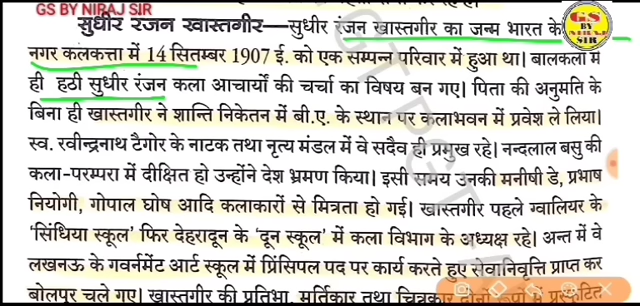 GS BY NIRAJ SIR
सुधीर रंजन खास्तगीर—सुधीर रंजन खास्तगीर का जन्म भारत के
GS
BY NIRAJ
SIR
नगर कलकत्ता में 14 सितम्बर 1907 ई. को एक सम्पन्न परिवार में हुआ था। बालकला में
ही हठी सुधीर रंजन कला आचार्यों की चर्चा का विषय बन गए। पिता की अनुमति के
बिना ही खास्तगीर ने शान्ति निकेतन में बी.ए. के स्थान पर कलाभवन में प्रवेश ले लिया।
स्व. रवीन्द्रनाथ टैगोर के नाटक तथा नृत्य मंडल में वे सदैव ही प्रमुख रहे। नन्दलाल बसु की
कला-परम्परा में दीक्षित हो उन्होंने देश भ्रमण किया। इसी समय उनकी मनीषी डे, प्रभाष
नियोगी, गोपाल घोष आदि कलाकारों से मित्रता हो गई। खास्तगीर पहले ग्वालियर के
'सिंधिया स्कूल' फिर देहरादून के 'दून स्कूल' में कला विभाग के अध्यक्ष रहे। अन्त में वे
लखनऊ के गवर्नमेंट आर्ट स्कूल में प्रिंसिपल पद पर कार्य करते हुए सेवानिवृत्ति प्राप्त कर
बोलपुर चले गए। खास्तगीर की प्रतिभा, मूर्तिकार तथा चित्रकार